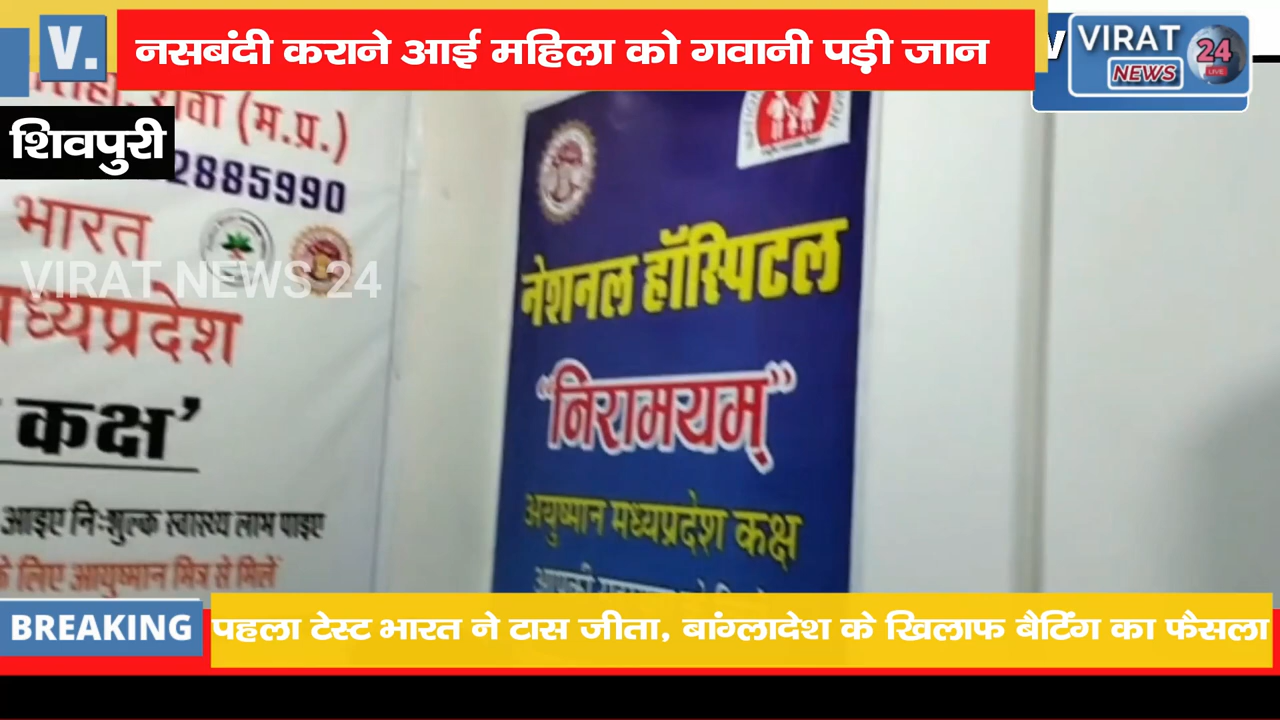 V.
नसबंदी कराने आई महिला को गवानी पड़ी जान
VIRAT
24
NEWS
LIVE
शिवपुरी
(म.प्र.)
2885990
भारत
VIRAT NEWS 24
मध्यप्रदेश
कक्ष’
आइए निःशुल्क स्वास्थ्य लाभ पाइए
के लिए आयुष्मान मित्र से मिलें
नेशनल हॉस्पिटल
“निरामयम्”
अयुष्मान मध्यप्रदेश कक्ष
BREAKING
पहला टेस्ट भारत ने टास जीता, बांग्लादेश के खिलाफ बैटिंग का फैसला